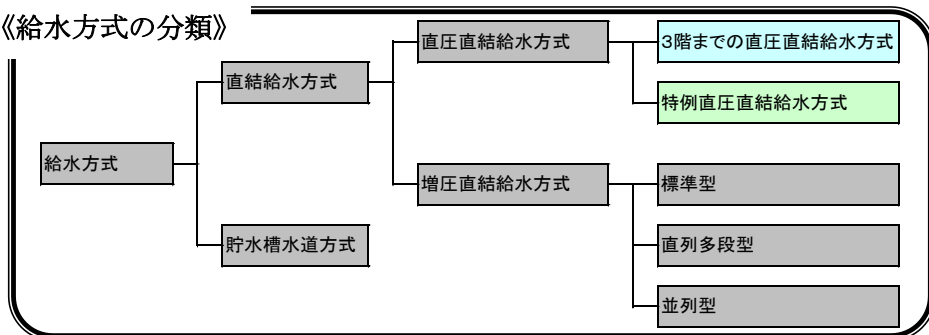 《給水方式の分類》
直圧直結給水方式
3階までの直圧直結給水方式
直結給水方式
特例直圧直結給水方式
給水方式
増圧直結給水方式
標準型
貯水槽水道方式
直列多段型
並列型